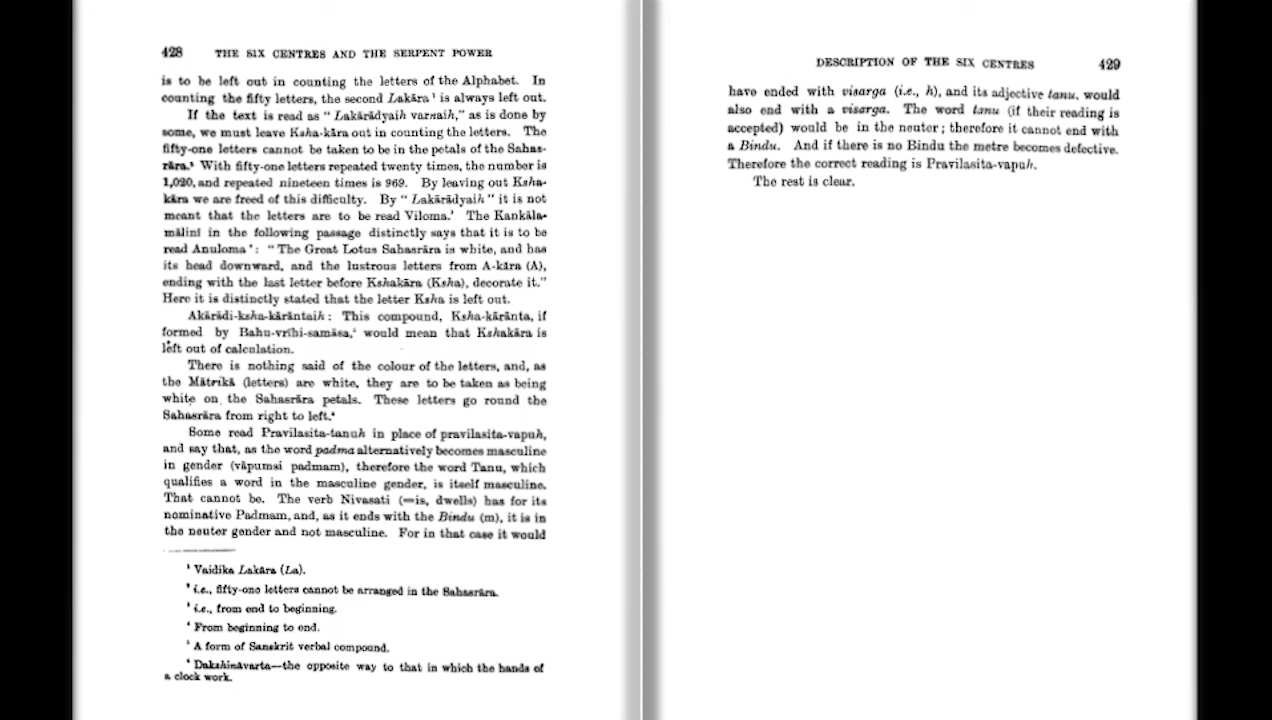 428 THE SIX CENTRES AND THE SERPENT POWER
is to be left out in counting the letters of the Alphabet. In
counting the fifty letters, the second Lakāra¹ is always left out.
If the text is read as "Lakārādyaih varnaih," as is done by
some, we must leave Ksha-kāra out in counting the letters. The
fifty-one letters cannot be taken to be in the petals of the Sahas-
rāra.² With fifty-one letters repeated twenty times, the number is
1,020, and repeated nineteen times is 969. By leaving out Ksha-
kāra we are freed of this difficulty. By "Lakārādyaih" it is not
meant that the letters are to be read Viloma.³ The Kankāla-
mālinī in the following passage distinctly says that it is to be
read Anuloma⁴: "The Great Lotus Sahasrāra is white, and has
its head downward, and the lustrous letters from A-kāra (A),
ending with the last letter before Kshakāra (Ksha), decorate it."
Here it is distinctly stated that the letter Ksha is left out.
Akārādi-ksha-kārāntaih: This compound, Ksha-kārānta, if
formed by Bahu-vrīhi-samāsa,⁵ would mean that Kshakāra is
left out of calculation.
There is nothing said of the colour of the letters, and, as
the Mātrikā (letters) are white, they are to be taken as being
white on the Sahasrāra petals. These letters go round the
Sahasrāra from right to left.⁶
Some read Pravilasita-tanuh in place of pravilasita-vapuh,
and say that, as the word padma alternatively becomes masculine
in gender (vāpumsi padmam), therefore the word Tanu, which
qualifies a word in the masculine gender, is itself masculine.
That cannot be. The verb Nivasati (=is, dwells) has for its
nominative Padmam, and, as it ends with the Bindu (m), it is in
the neuter gender and not masculine. For in that case it would
¹ Vaidika Lakāra (La).
² i.e., fifty-one letters cannot be arranged in the Sahasrāra.
³ i.e., from end to beginning.
⁴ From beginning to end.
⁵ A form of Sanskrit verbal compound.
⁶ Dakshināvarta—the opposite way to that in which the hands of
a clock work.
DESCRIPTION OF THE SIX CENTRES 429
have ended with visarga (i.e., h), and its adjective tanu, would
also end with a visarga. The word tanu (if their reading is
accepted) would be in the neuter; therefore it cannot end with
a Bindu. And if there is no Bindu the metre becomes defective.
Therefore the correct reading is Pravilasita-vapuh.
The rest is clear.